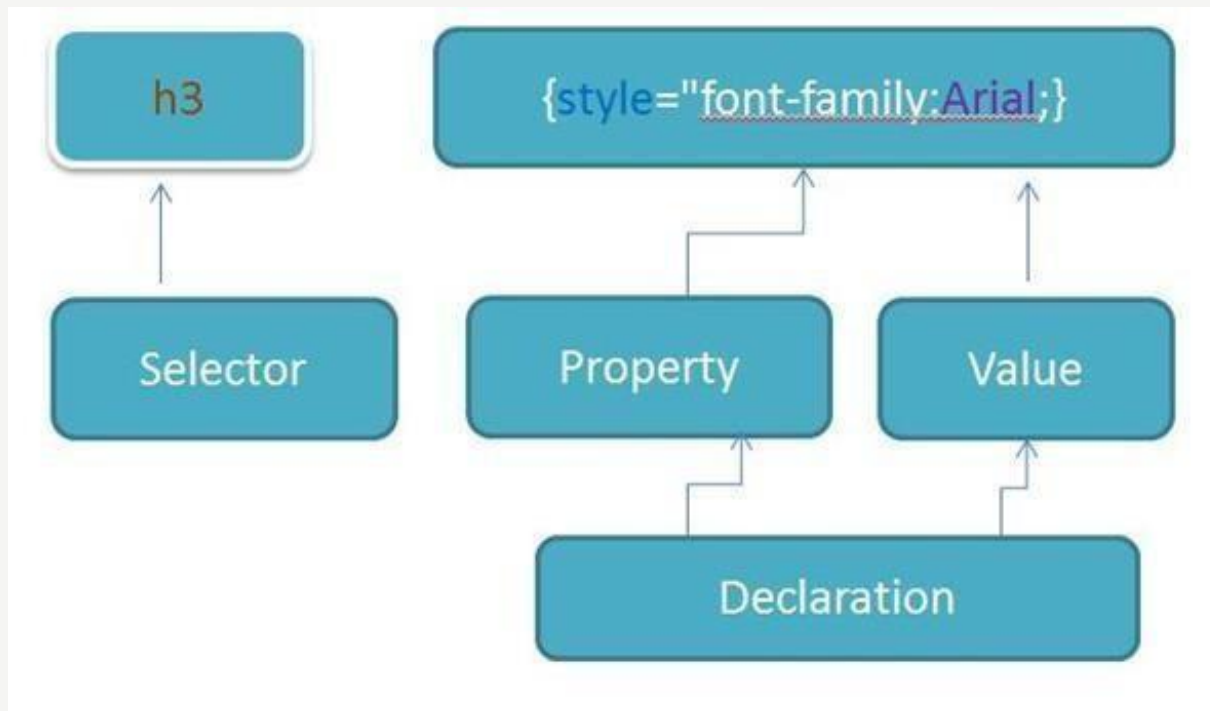 h3
{style="font-family:Arial;}
Selector
Property
Value
Declaration